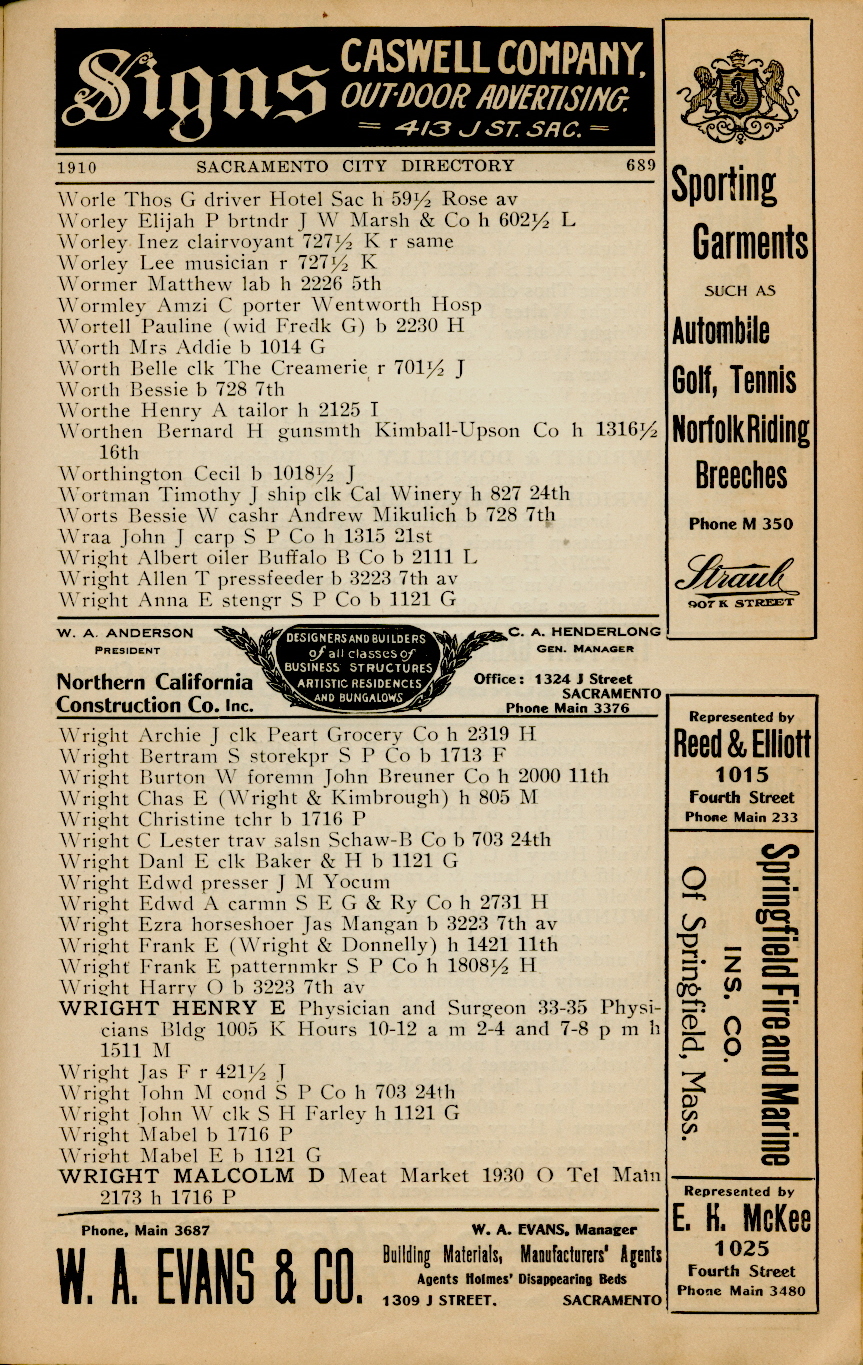 Signs
CASWELL COMPANY,
OUT-DOOR ADVERTISING.
= 413 J ST. SAC. =
1910 SACRAMENTO CITY DIRECTORY 689
Worle Thos G driver Hotel Sac h 59½ Rose av
Worley Elijah P brtndr J W Marsh & Co h 602½ L
Worley Inez clairvoyant 727½ K r same
Worley Lee musician r 727½ K
Wormer Matthew lab h 2226 5th
Wormley Amzi C porter Wentworth Hosp
Wortell Pauline (wid Fredk G) b 2230 H
Worth Mrs Addie b 1014 G
Worth Belle clk The Creamerie r 701½ J
Worth Bessie b 728 7th
Worthe Henry A tailor h 2125 I
Worthen Bernard H gunsmth Kimball-Upson Co h 1316½
16th
Worthington Cecil b 1018½ J
Wortman Timothy J ship clk Cal Winery h 827 24th
Worts Bessie W cashr Andrew Mikulich b 728 7th
Wraa John J carp S P Co h 1315 21st
Wright Albert oiler Buffalo B Co b 2111 L
Wright Allen T pressfeeder b 3223 7th av
Wright Anna E stengr S P Co b 1121 G
W. A. ANDERSON
PRESIDENT
Northern California
Construction Co. Inc.
DESIGNERS AND BUILDERS
of all classes of
BUSINESS STRUCTURES
ARTISTIC RESIDENCES
AND BUNGALOWS
C. A. HENDERLONG
GEN. MANAGER
Office: 1324 J Street
SACRAMENTO
Phone Main 3376
Wright Archie J clk Peart Grocery Co h 2319 H
Wright Bertram S storekpr S P Co b 1713 F
Wright Burton W foremn John Breuner Co h 2000 11th
Wright Chas E (Wright & Kimbrough) h 805 M
Wright Christine tchr b 1716 P
Wright C Lester trav salsn Schaw-B Co b 703 24th
Wright Danl E clk Baker & H b 1121 G
Wright Edwd presser J M Yocum
Wright Edwd A carmn S E G & Ry Co h 2731 H
Wright Ezra horseshoer Jas Mangan b 3223 7th av
Wright Frank E (Wright & Donnelly) h 1421 11th
Wright Frank E patternmkr S P Co h 1808½ H
Wright Harry O b 3223 7th av
WRIGHT HENRY E Physician and Surgeon 33-35 Physi-
cians Bldg 1005 K Hours 10-12 a m 2-4 and 7-8 p m h
1511 M
Wright Jas F r 421½ J
Wright John M cond S P Co h 703 24th
Wright John W clk S H Farley h 1121 G
Wright Mabel b 1716 P
Wright Mabel E b 1121 G
WRIGHT MALCOLM D Meat Market 1930 O Tel Main
2173 h 1716 P
Phone, Main 3687
W. A. EVANS & CO.
W. A. EVANS, Manager
Building Materials, Manufacturers' Agents
Agents Holmes' Disappearing Beds
1309 J STREET. SACRAMENTO
Sporting
Garments
SUCH AS
Autombile
Golf, Tennis
Norfolk Riding
Breeches
Phone M 350
Straub
907 K STREET
Represented by
Reed & Elliott
1015
Fourth Street
Phone Main 233
Springfield Fire and Marine
INS. CO.
Of Springfield, Mass.
Represented by
E. H. McKee
1025
Fourth Street
Phone Main 3480